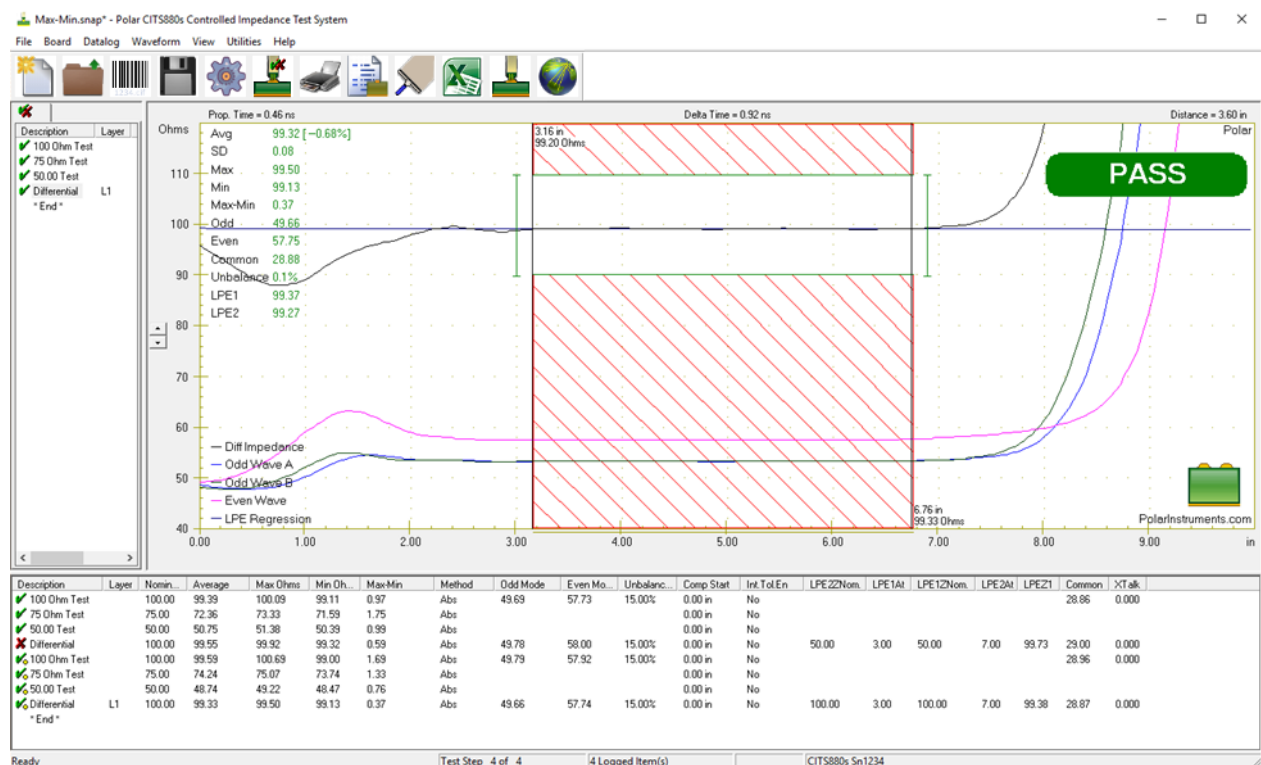 Max-Min.snap* - Polar CITS880s Controlled Impedance Test System
File Board Datalog Waveform View Utilities Help
Description Layer
100 Ohm Test
75 Ohm Test
50.00 Test
Differential L1
* End *
Prop. Time = 0.46 ns Delta Time = 0.92 ns Distance = 3.60 in
Ohms
Polar
PASS
Avg 99.32 [-0.68%]
SD 0.08
Max 99.50
Min 99.13
Max-Min 0.37
Odd 49.66
Even 57.75
Common 28.88
Unbalance 0.1%
LPE1 99.37
LPE2 99.27
3.16 in
99.20 Ohms
110
100
90
80
70
60
50
40
Diff Impedance
Odd Wave A
Odd Wave B
Even Wave
LPE Regression
6.76 in
99.33 Ohms
PolarInstruments.com
0.00 1.00 2.00 3.00 4.00 5.00 6.00 7.00 8.00 9.00 in
Description Layer Nomin... Average Max Ohms Min Oh... Max-Min Method Odd Mode Even Mo... Unbalanc... Comp Start Int.Tol.En LPE2ZNom. LPE1At LPE1ZNom. LPE2At LPEZ1 Common XTalk
100 Ohm Test 100.00 99.39 100.09 99.11 0.97 Abs 49.69 57.73 15.00% 0.00 in No 28.86 0.000
75 Ohm Test 75.00 72.36 73.33 71.59 1.75 Abs 0.00 in No
50.00 Test 50.00 50.75 51.38 50.39 0.99 Abs 0.00 in No
Differential 100.00 99.55 99.92 99.32 0.59 Abs 49.78 58.00 15.00% 0.00 in No 50.00 3.00 50.00 7.00 99.73 29.00 0.000
100 Ohm Test 100.00 99.59 100.69 99.00 1.69 Abs 49.79 57.92 15.00% 0.00 in No 28.96 0.000
75 Ohm Test 75.00 74.24 75.07 73.74 1.33 Abs 0.00 in No
50.00 Test 50.00 48.74 49.22 48.47 0.76 Abs 0.00 in No
Differential L1 100.00 99.33 99.50 99.13 0.37 Abs 49.66 57.74 15.00% 0.00 in No 100.00 3.00 100.00 7.00 99.38 28.87 0.000
* End *
Ready Test Step 4 of 4 4 Logged Item(s) CITS880s Sn1234